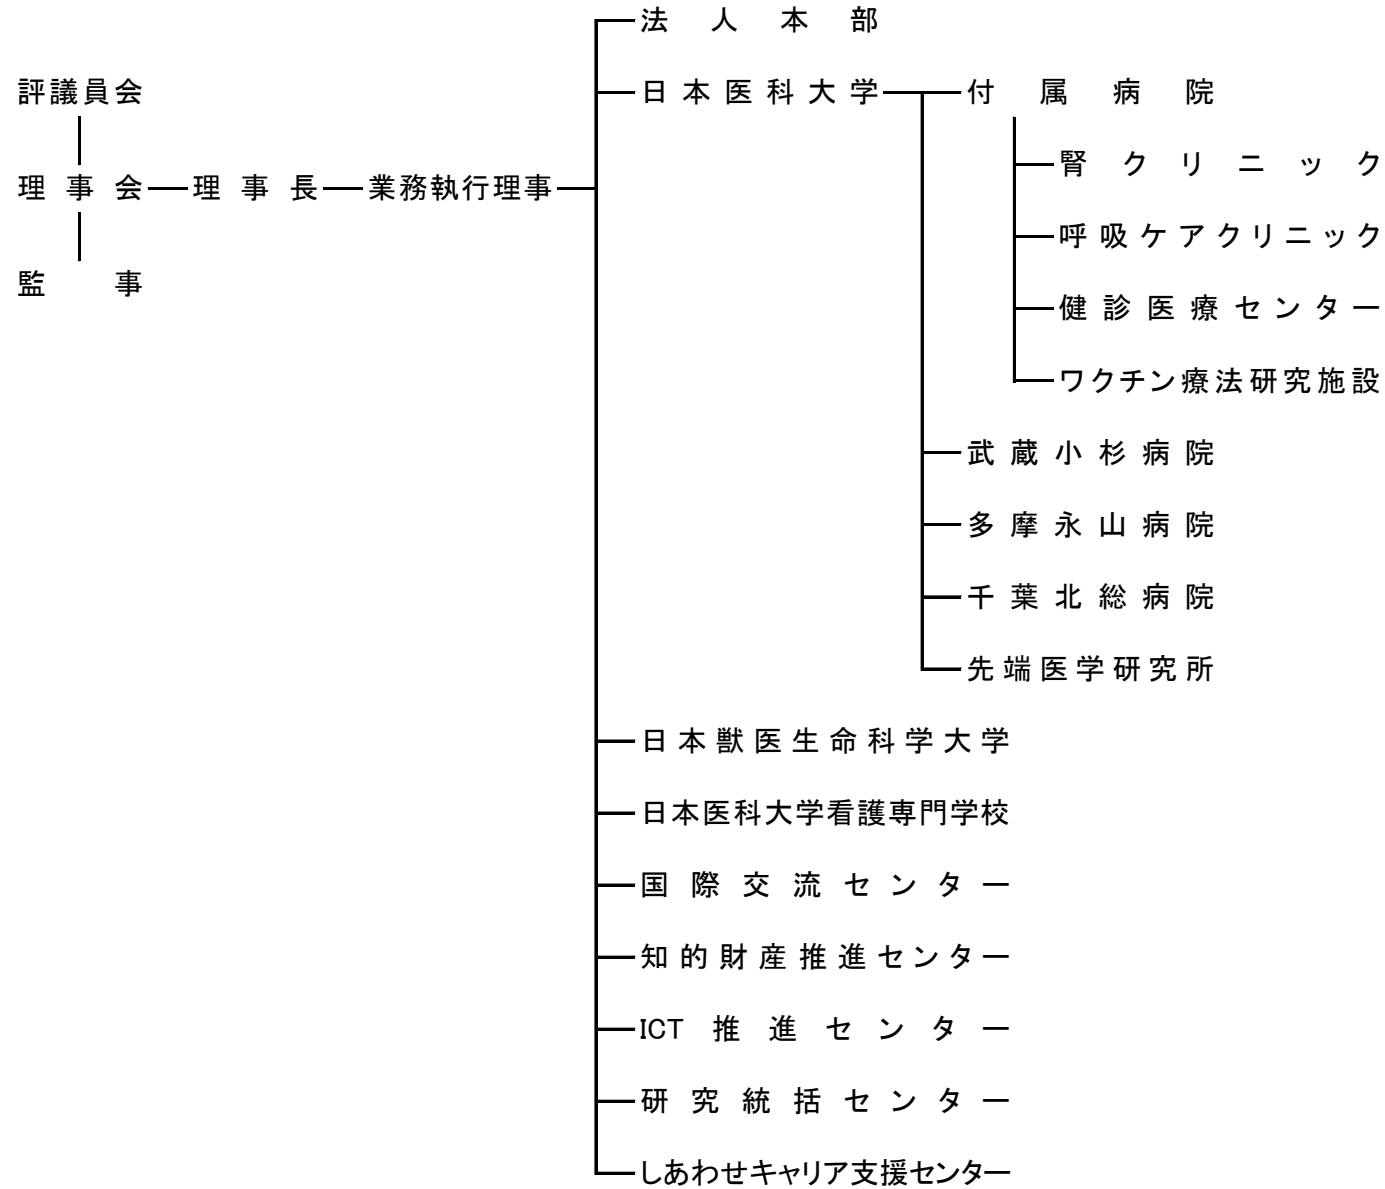 法人本部
評議員会 日本医科大学 付属病院
腎クリニック
理事会 理事長 業務執行理事
呼吸ケアクリニック
監事
健診医療センター
ワクチン療法研究施設
武蔵小杉病院
多摩永山病院
千葉北総病院
先端医学研究所
日本獣医生命科学大学
日本医科大学看護専門学校
国際交流センター
知的財産推進センター
ICT推進センター
研究統括センター
しあわせキャリア支援センター